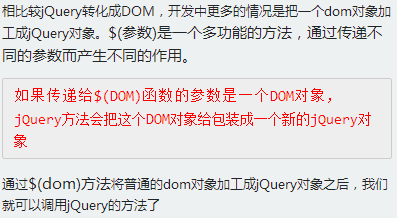 相比较jQuery转化成DOM，开发中更多的情况是把一个dom对象加
工成jQuery对象。$(参数)是一个多功能的方法，通过传递不
同的参数而产生不同的作用。
如果传递给$(DOM)函数的参数是一个DOM对象，
jQuery方法会把这个DOM对象给包装成一个新的jQuery对
象
通过$(dom)方法将普通的dom对象加工成jQuery对象之后，我们
就可以调用jQuery的方法了